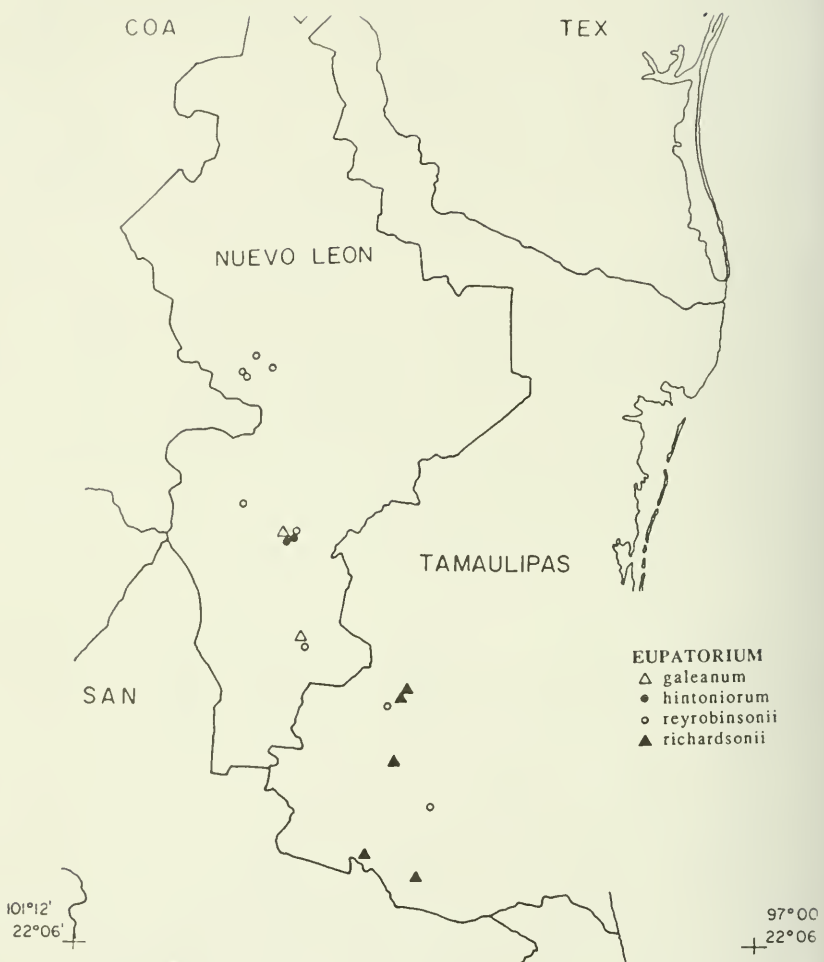 COA
TEX
NUEVO LEON
TAMAULIPAS
SAN
EUPATORIUM
galeanum
hintoniorum
reyrobinsonii
richardsonii
101°12'
22°06'
97°00
22°06